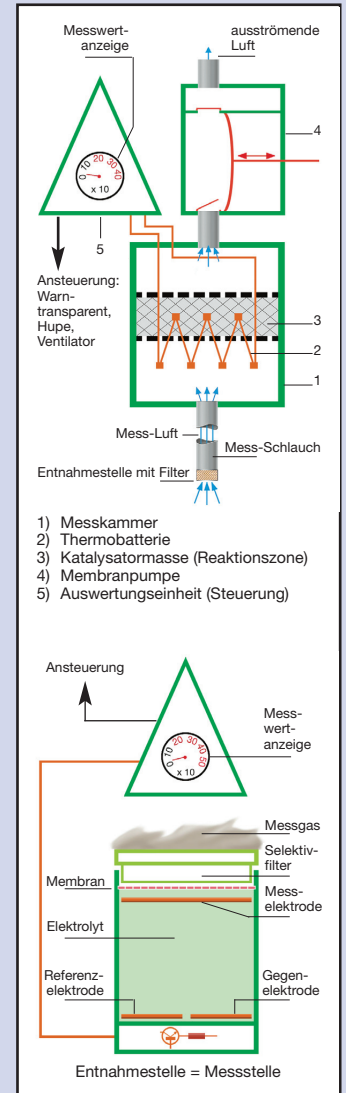 Messwert-
anzeige
ausströmende
Luft
4
0 10 20 30 40
x 10
5
Ansteuerung:
Warn-
transparent,
Hupe,
Ventilator
3
2
1
Mess-Luft
Mess-Schlauch
Entnahmestelle mit Filter
1) Messkammer
2) Thermobatterie
3) Katalysatormasse (Reaktionszone)
4) Membranpumpe
5) Auswertungseinheit (Steuerung)
Ansteuerung
Mess-
wert-
anzeige
0 10 20 30 40 50
x 10
Messgas
Selektiv-
filter
Membran
Mess-
elektrode
Elektrolyt
Referenz-
elektrode
Gegen-
elektrode
Entnahmestelle = Messstelle